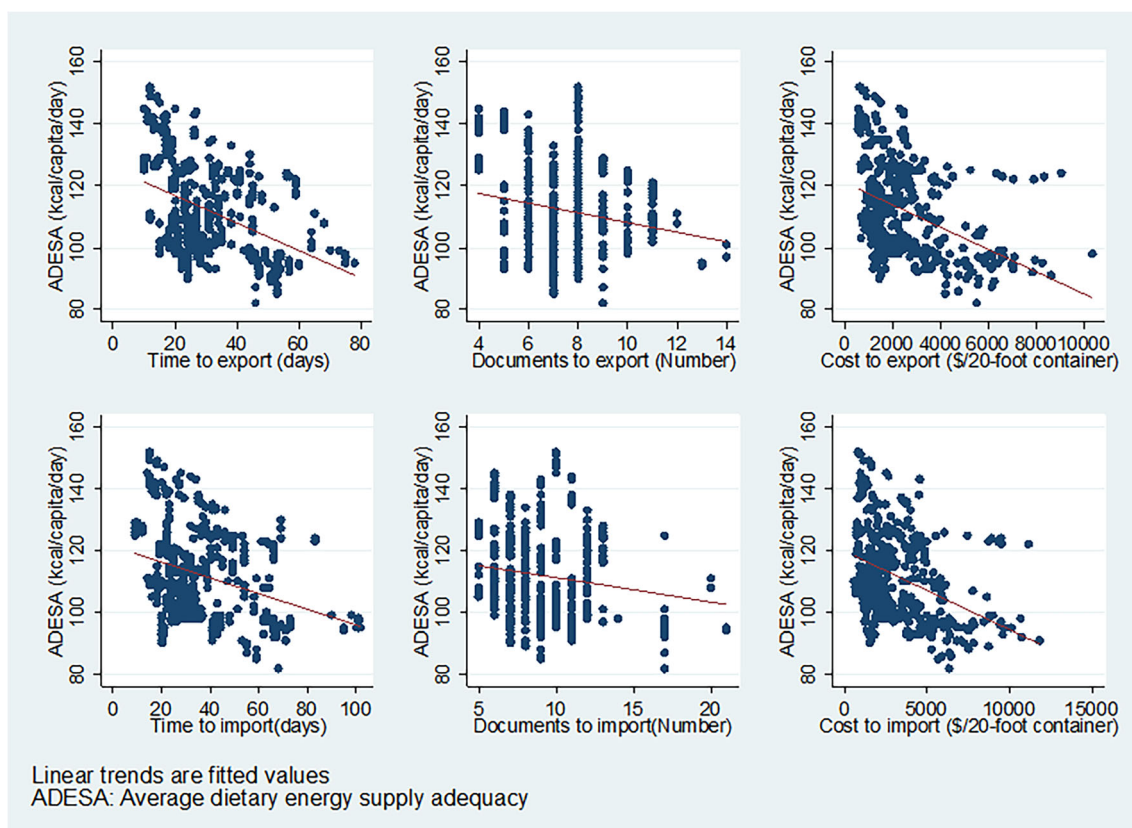 160
140
120
100
80
ADESA (kcal/capita/day)
0 20 40 60 80
Time to export (days)
160
140
120
100
80
ADESA (kcal/capita/day)
4 6 8 10 12 14
Documents to export (Number)
160
140
120
100
80
ADESA (kcal/capita/day)
0 2000 4000 6000 8000 10000
Cost to export ($/20-foot container)
160
140
120
100
80
ADESA (kcal/capita/day)
0 20 40 60 80 100
Time to import(days)
160
140
120
100
80
ADESA (kcal/capita/day)
5 10 15 20
Documents to import(Number)
160
140
120
100
80
ADESA (kcal/capita/day)
0 5000 10000 15000
Cost to import ($/20-foot container)
Linear trends are fitted values
ADESA: Average dietary energy supply adequacy